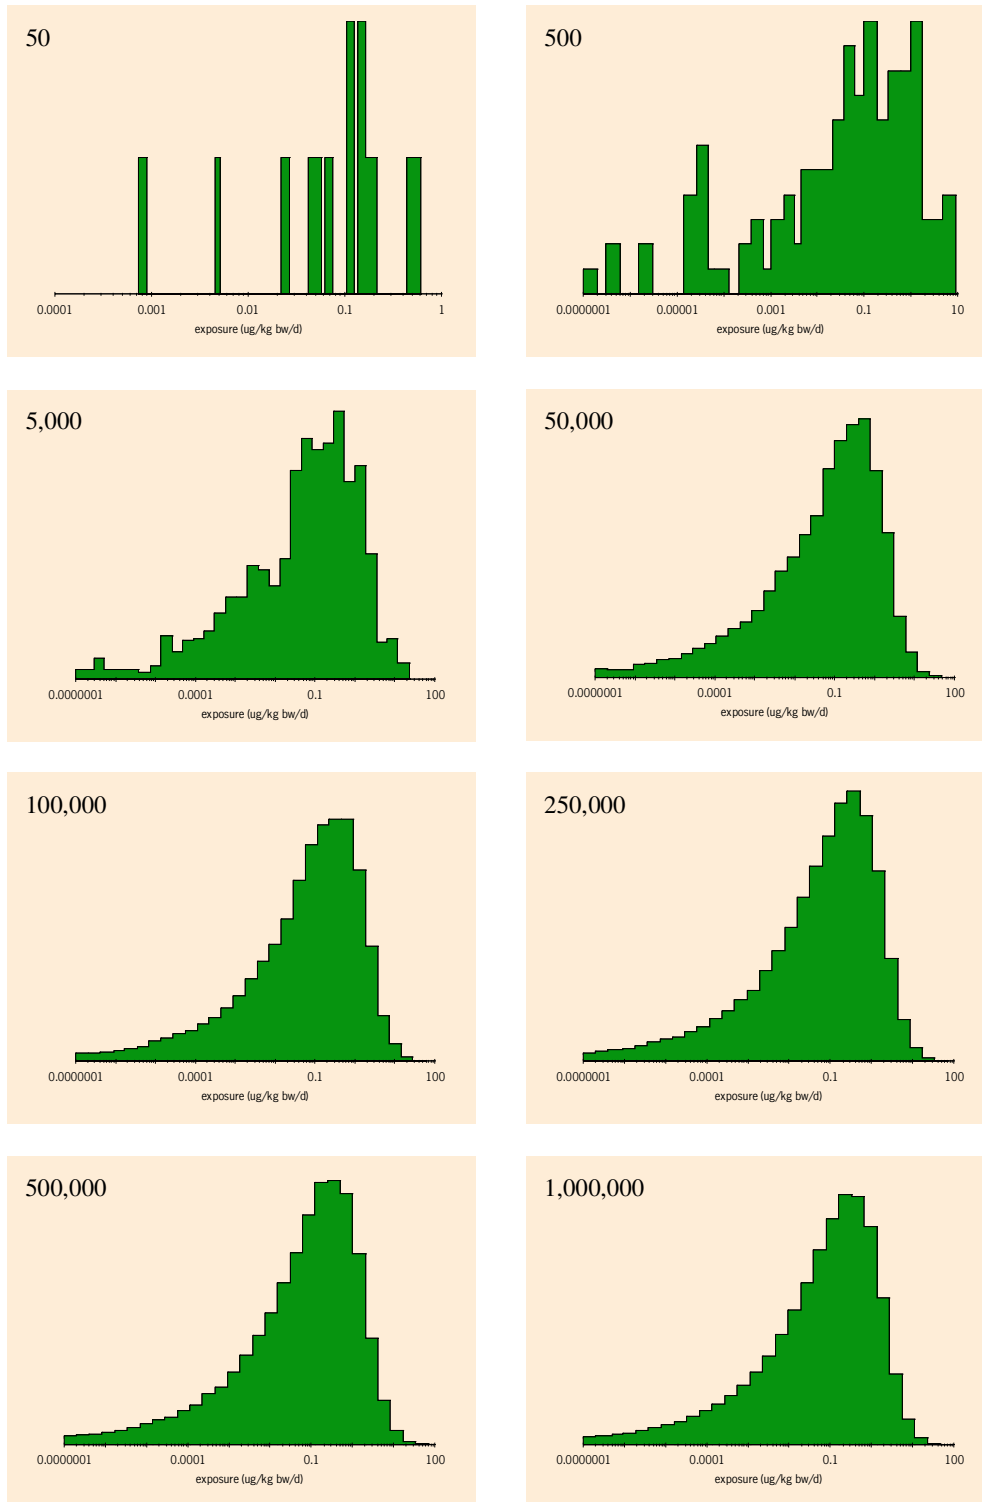 50
0.0001 0.001 0.01 0.1 1
exposure (ug/kg bw/d)
500
0.0000001 0.00001 0.001 0.1 10
exposure (ug/kg bw/d)
5,000
0.0000001 0.0001 0.1 100
exposure (ug/kg bw/d)
50,000
0.0000001 0.0001 0.1 100
exposure (ug/kg bw/d)
100,000
0.0000001 0.0001 0.1 100
exposure (ug/kg bw/d)
250,000
0.0000001 0.0001 0.1 100
exposure (ug/kg bw/d)
500,000
0.0000001 0.0001 0.1 100
exposure (ug/kg bw/d)
1,000,000
0.0000001 0.0001 0.1 100
exposure (ug/kg bw/d)